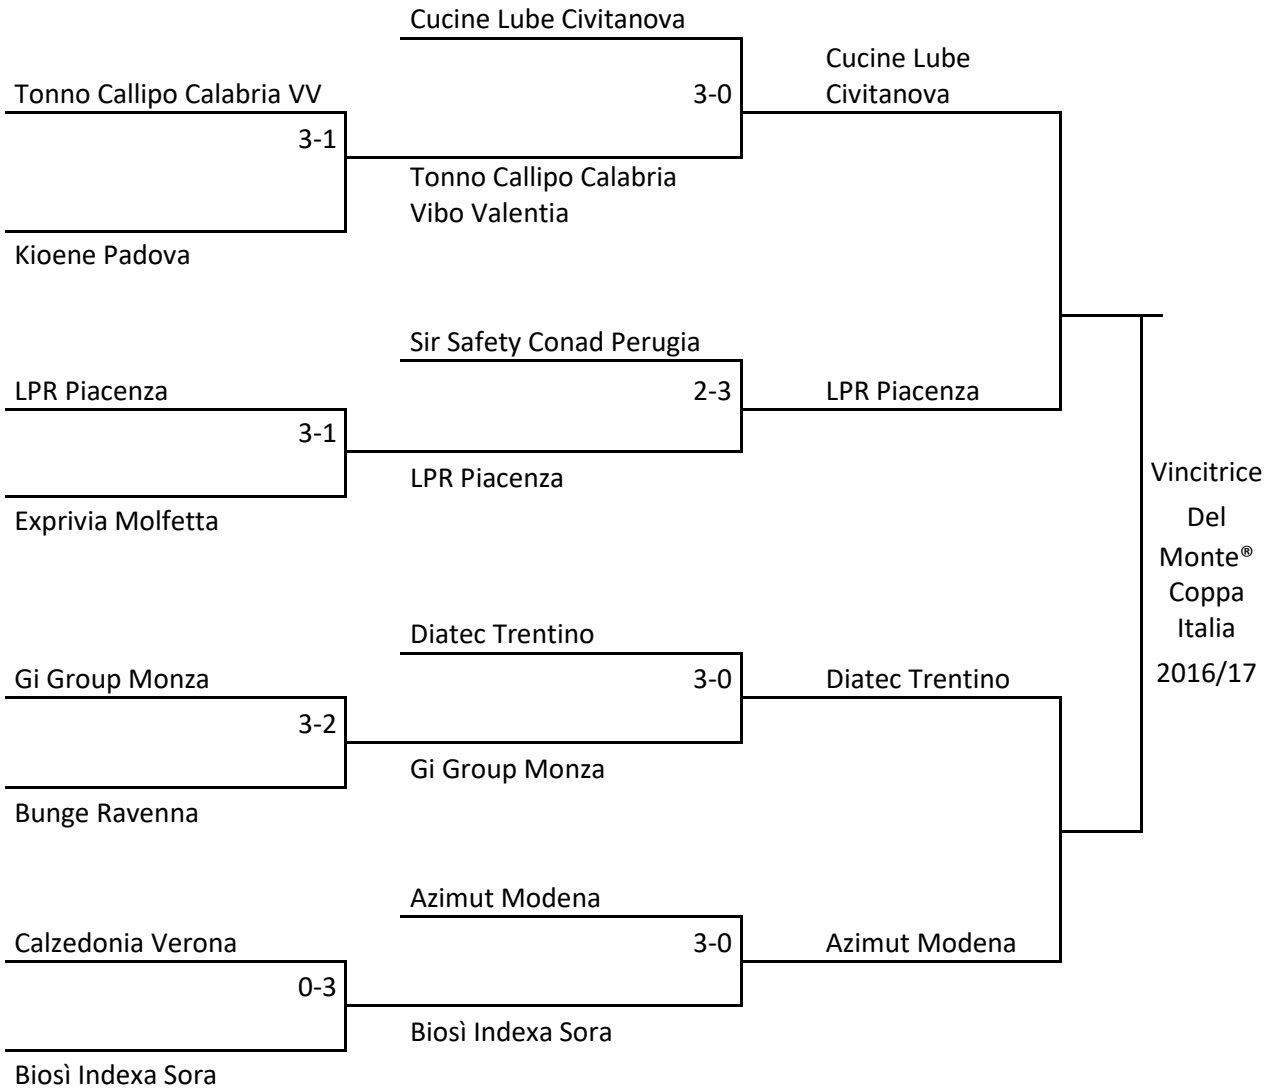 Cucine Lube Civitanova
Cucine Lube
Civitanova
Tonno Callipo Calabria VV
3-0
3-1
Tonno Callipo Calabria
Vibo Valentia
Kioene Padova
Sir Safety Conad Perugia
LPR Piacenza
2-3
LPR Piacenza
3-1
LPR Piacenza
Exprivia Molfetta
Vincitrice
Del
Monte®
Coppa
Italia
2016/17
Diatec Trentino
Gi Group Monza
3-0
Diatec Trentino
3-2
Gi Group Monza
Bunge Ravenna
Azimut Modena
Calzedonia Verona
3-0
Azimut Modena
0-3
Biosì Indexa Sora
Biosì Indexa Sora